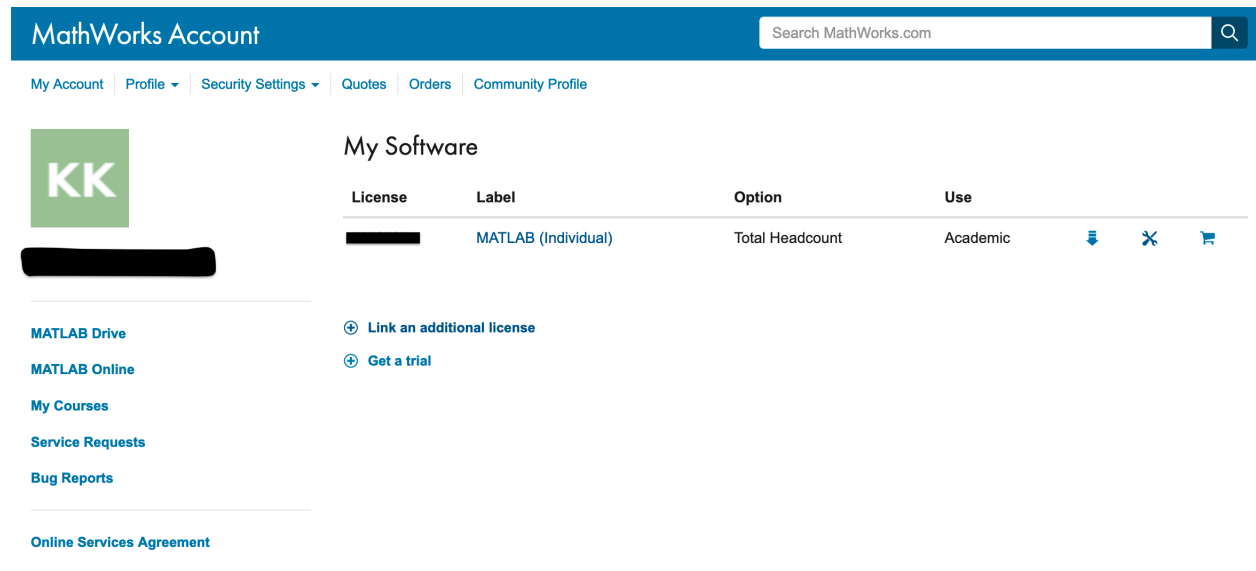 MathWorks Account
Search MathWorks.com
My Account Profile Security Settings Quotes Orders Community Profile
KK
My Software
License Label Option Use
MATLAB (Individual) Total Headcount Academic
Link an additional license
Get a trial
MATLAB Drive
MATLAB Online
My Courses
Service Requests
Bug Reports
Online Services Agreement